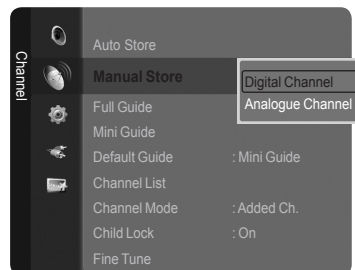 Channel
Auto Store
Manual Store
Digital Channel
Analogue Channel
Full Guide
Mini Guide
Default Guide : Mini Guide
Channel List
Channel Mode : Added Ch.
Child Lock : On
Fine Tune